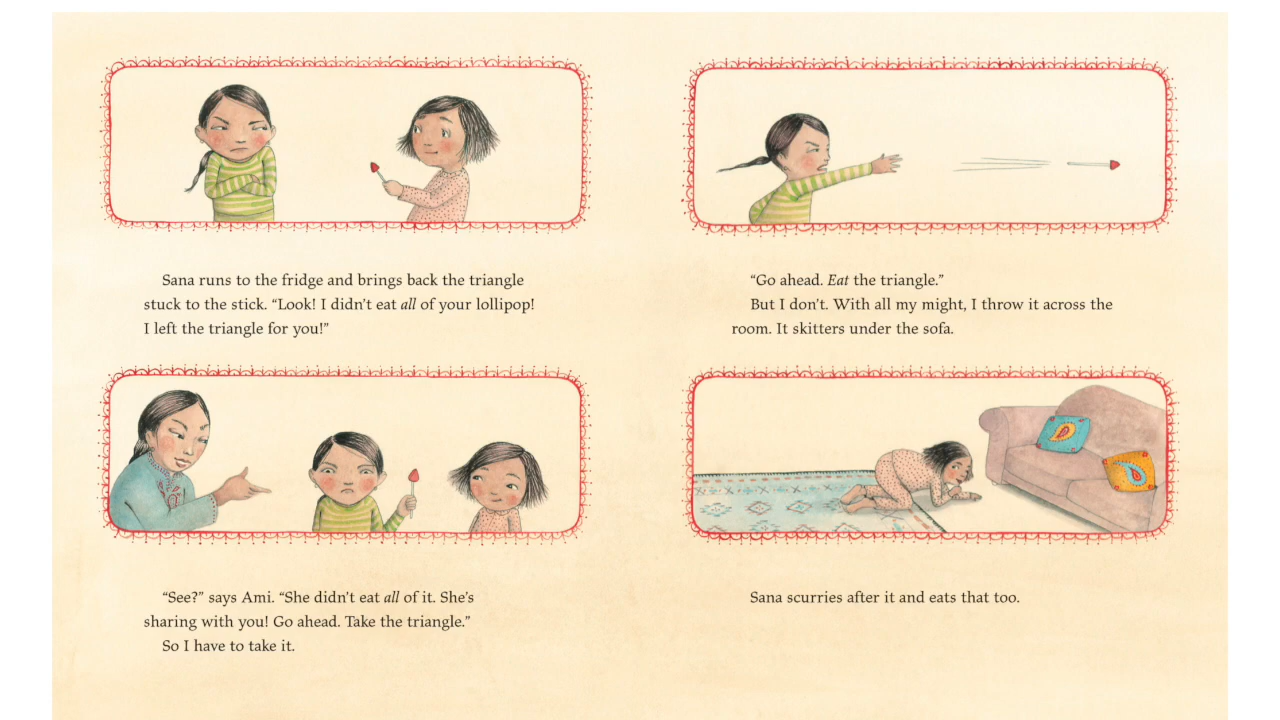 Sana runs to the fridge and brings back the triangle
stuck to the stick. “Look! I didn’t eat all of your lollipop!
I left the triangle for you!”
“See?” says Ami. “She didn’t eat all of it. She’s
sharing with you! Go ahead. Take the triangle.”
So I have to take it.
“Go ahead. Eat the triangle.”
But I don’t. With all my might, I throw it across the
room. It skitters under the sofa.
Sana scurries after it and eats that too.